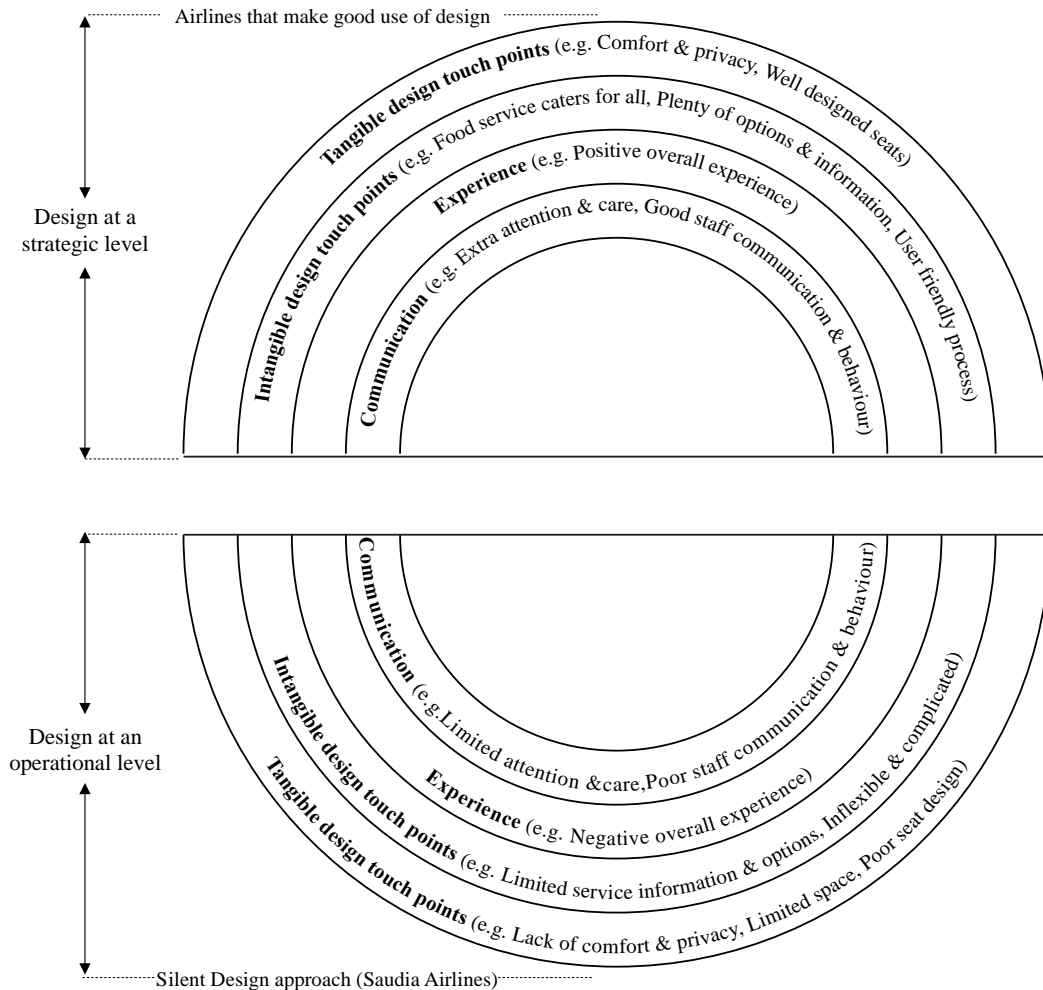 Airlines that make good use of design
Tangible design touch points (e.g. Comfort & privacy, Well designed seats)
Intangible design touch points (e.g. Food service caters for all, Plenty of options & information, User friendly process)
Experience (e.g. Positive overall experience)
Communication (e.g. Extra attention & care, Good staff communication & behaviour)
Design at a
strategic level
Communication (e.g.Limited attention &care,Poor staff communication & behaviour)
Experience (e.g. Negative overall experience)
Intangible design touch points (e.g. Limited service information & options, Inflexible & complicated)
Tangible design touch points (e.g. Lack of comfort & privacy, Limited space, Poor seat design)
Design at an
operational level
Silent Design approach (Saudia Airlines)